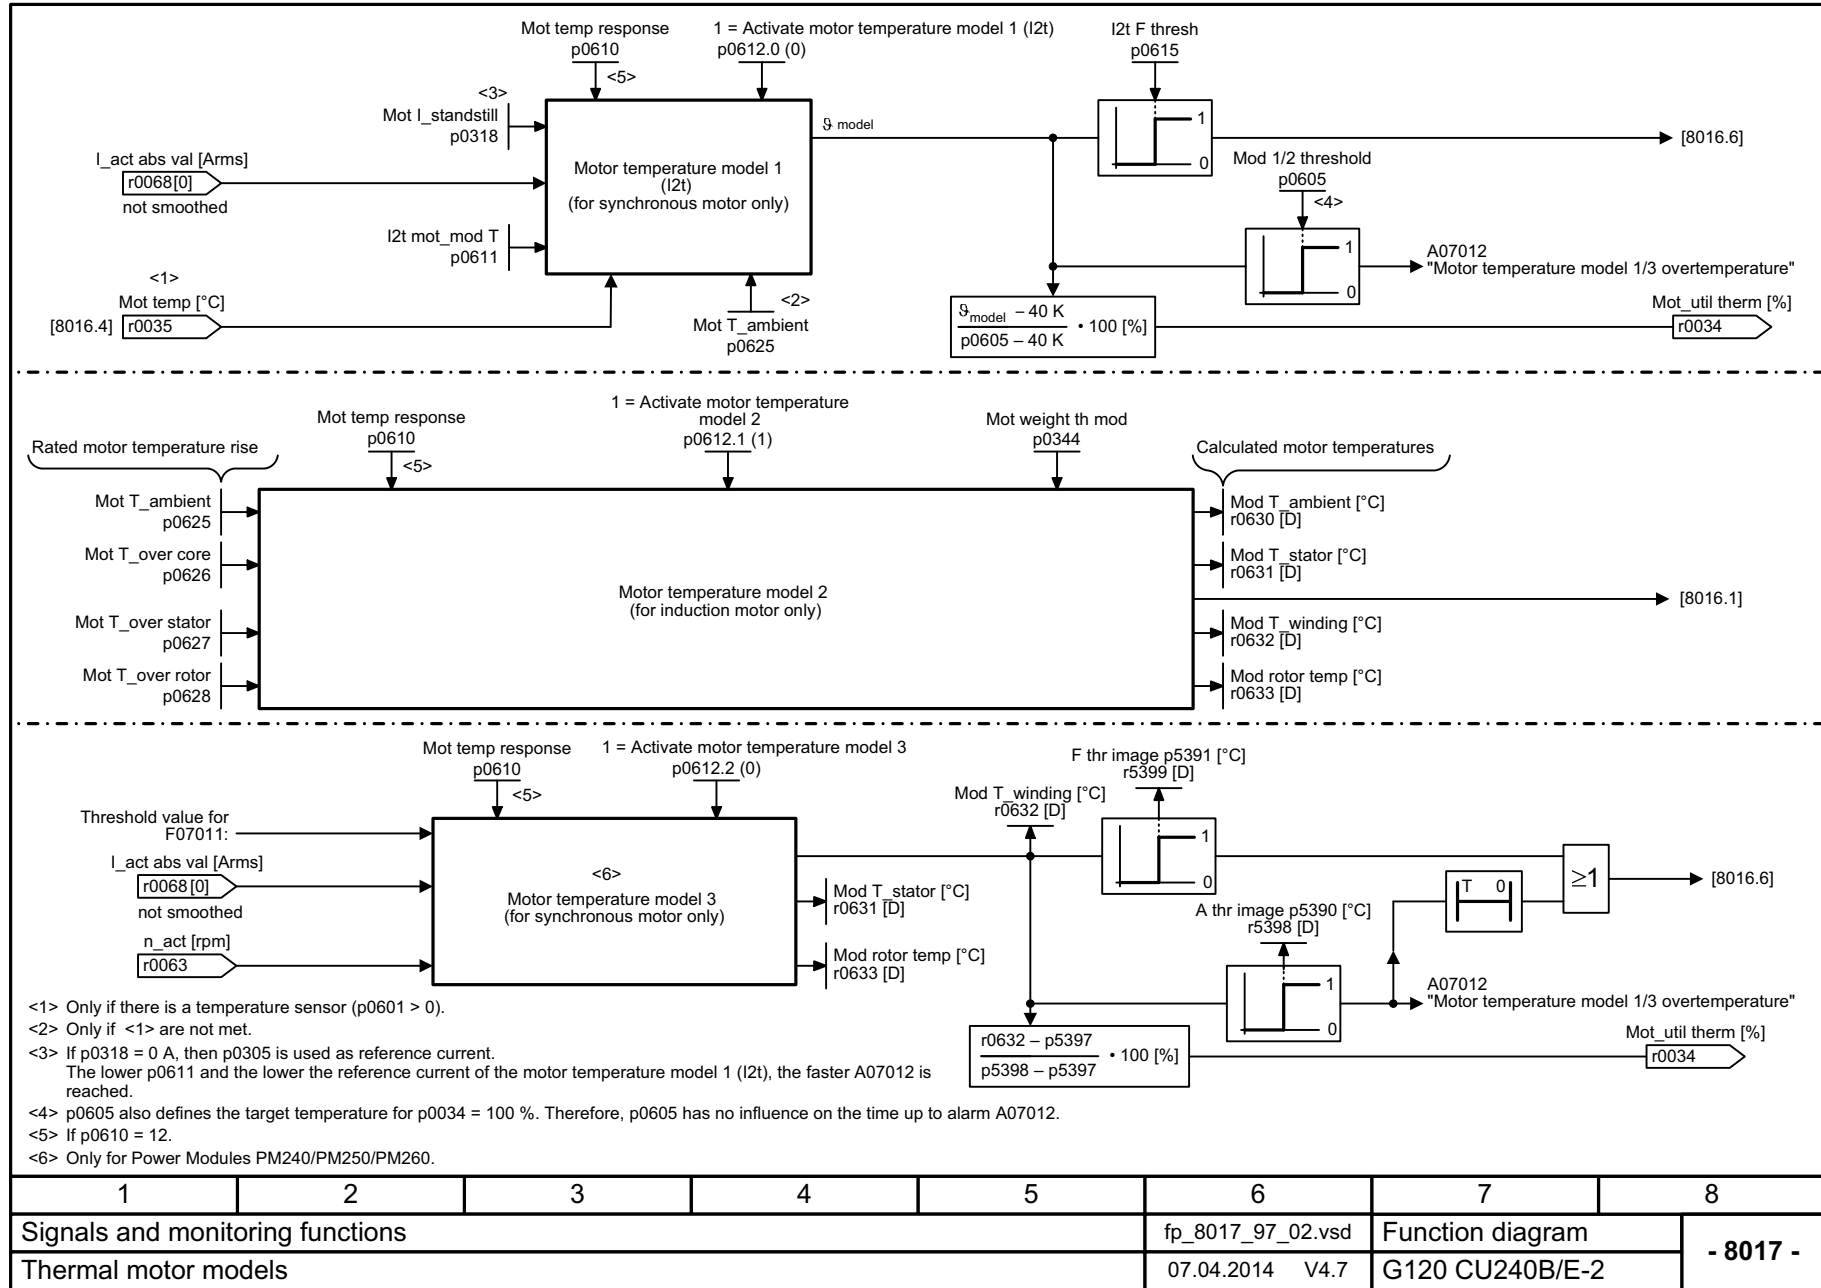 Mot temp response
p0610
<5>
1 = Activate motor temperature model 1 (I2t)
p0612.0 (0)
I2t F thresh
p0615
<3>
Mot I_standstill
p0318
I_act abs val [Arms]
r0068[0]
not smoothed
I2t mot_mod T
p0611
<1>
Mot temp [°C]
[8016.4]
r0035
Motor temperature model 1
(I2t)
(for synchronous motor only)
<2>
Mot T_ambient
p0625
ϑ model
1
0
[8016.6]
Mod 1/2 threshold
p0605
<4>
1
0
A07012
"Motor temperature model 1/3 overtemperature"
ϑmodel – 40 K
p0605 – 40 K
• 100 [%]
Mot_util therm [%]
r0034
Rated motor temperature rise
Mot temp response
p0610
<5>
1 = Activate motor temperature
model 2
p0612.1 (1)
Mot weight th mod
p0344
Calculated motor temperatures
Mot T_ambient
p0625
Mot T_over core
p0626
Mot T_over stator
p0627
Mot T_over rotor
p0628
Motor temperature model 2
(for induction motor only)
Mod T_ambient [°C]
r0630 [D]
Mod T_stator [°C]
r0631 [D]
[8016.1]
Mod T_winding [°C]
r0632 [D]
Mod rotor temp [°C]
r0633 [D]
Mot temp response
p0610
<5>
1 = Activate motor temperature model 3
p0612.2 (0)
Threshold value for
F07011:
I_act abs val [Arms]
r0068[0]
not smoothed
n_act [rpm]
r0063
<6>
Motor temperature model 3
(for synchronous motor only)
Mod T_stator [°C]
r0631 [D]
Mod rotor temp [°C]
r0633 [D]
Mod T_winding [°C]
r0632 [D]
F thr image p5391 [°C]
r5399 [D]
1
0
A thr image p5390 [°C]
r5398 [D]
1
0
T 0
≥1
[8016.6]
A07012
"Motor temperature model 1/3 overtemperature"
r0632 – p5397
p5398 – p5397
• 100 [%]
Mot_util therm [%]
r0034
<1> Only if there is a temperature sensor (p0601 > 0).
<2> Only if <1> are not met.
<3> If p0318 = 0 A, then p0305 is used as reference current.
The lower p0611 and the lower the reference current of the motor temperature model 1 (I2t), the faster A07012 is
reached.
<4> p0605 also defines the target temperature for p0034 = 100 %. Therefore, p0605 has no influence on the time up to alarm A07012.
<5> If p0610 = 12.
<6> Only for Power Modules PM240/PM250/PM260.
1 2 3 4 5 6 7 8
Signals and monitoring functions
fp_8017_97_02.vsd
Function diagram
- 8017 -
Thermal motor models
07.04.2014 V4.7
G120 CU240B/E-2